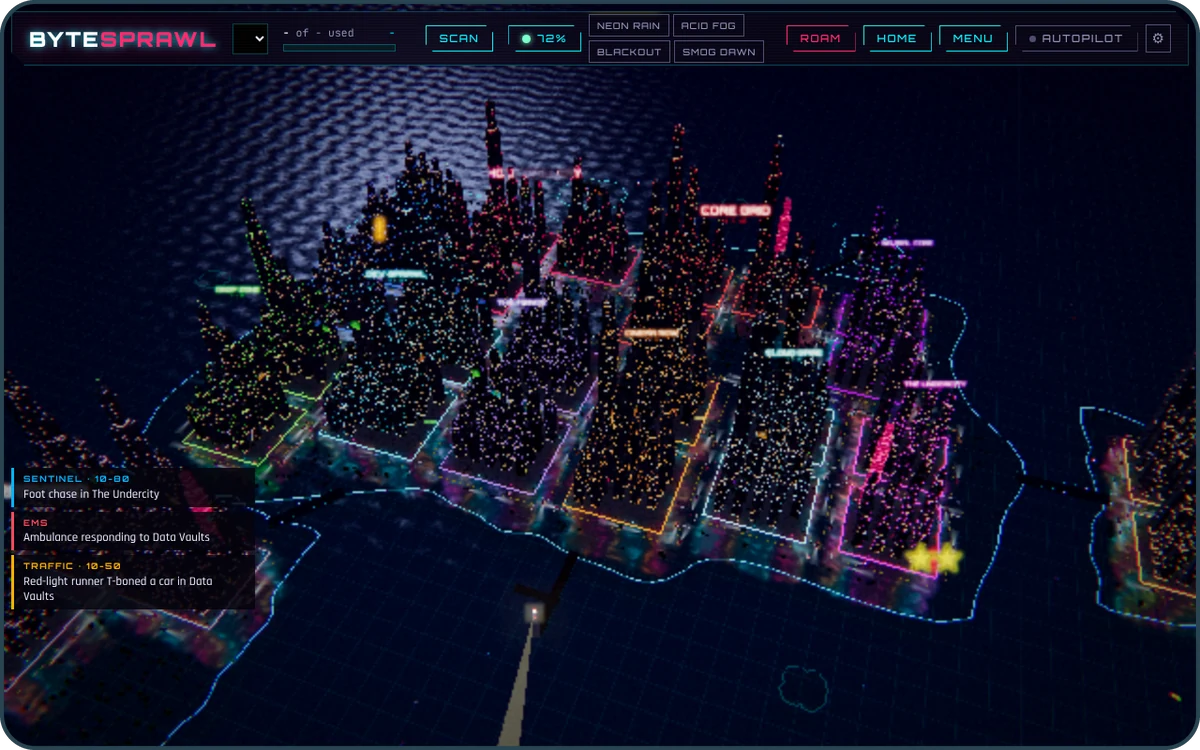 BYTESPRAWL
- of - used -
SCAN
72%
NEON RAIN
ACID FOG
BLACKOUT
SMOG DAWN
ROAM
HOME
MENU
AUTOPILOT
CORE GRID
THE UNDERCITY
SENTINEL · 10-80
Foot chase in The Undercity
EMS
Ambulance responding to Data Vaults
TRAFFIC · 10-50
Red-light runner T-boned a car in Data
Vaults